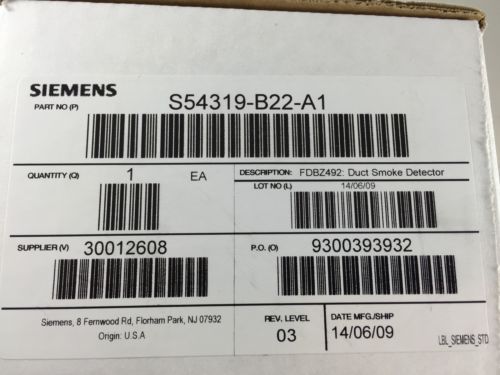 SIEMENS
PART NO (P) S54319-B22-A1
QUANTITY (Q) 1 EA
DESCRIPTION: FDBZ492: Duct Smoke Detector
LOT NO (L) 14/06/09
SUPPLIER (V) 30012608
P.O. (O) 9300393932
Siemens, 8 Fernwood Rd, Florham Park, NJ 07932
Origin: U.S.A
REV. LEVEL
03
DATE MFG./SHIP
14/06/09
LBL_SIEMENS_STD